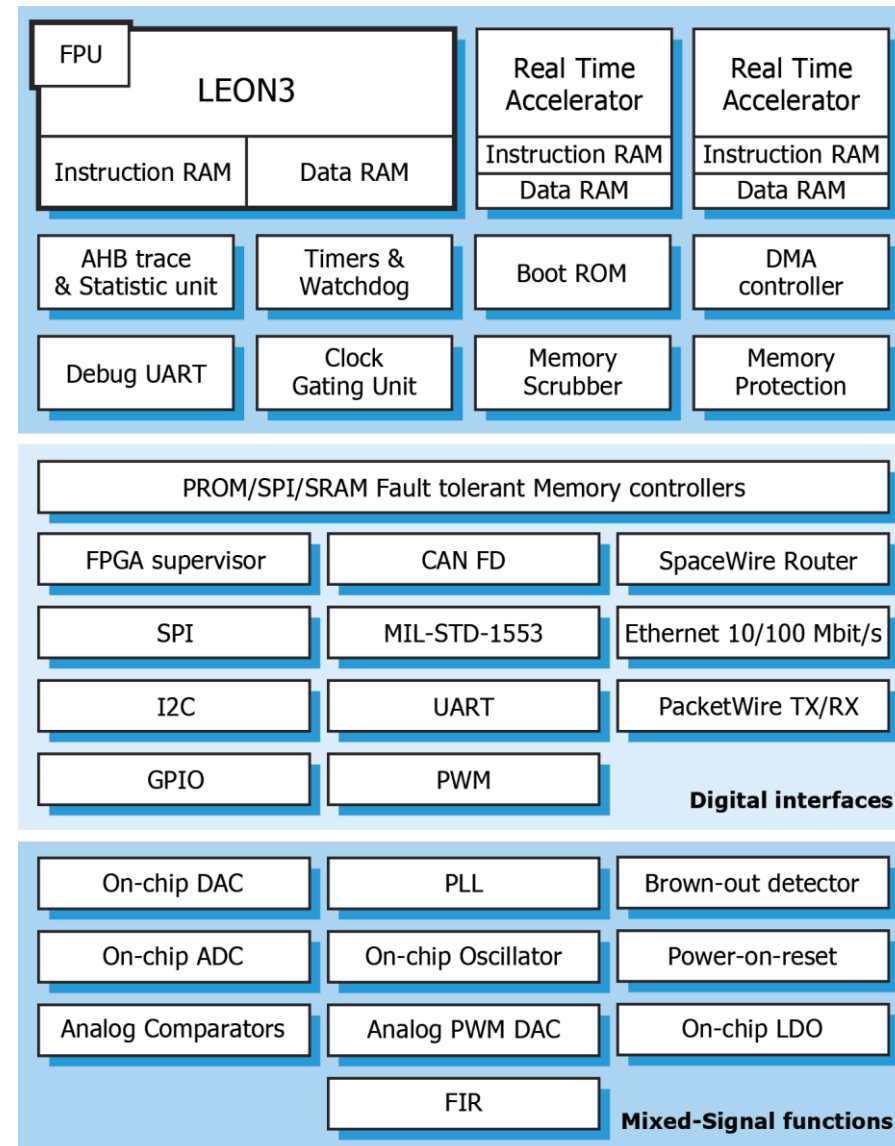 FPU
LEON3
Instruction RAM
Data RAM
Real Time
Accelerator
Instruction RAM
Data RAM
Real Time
Accelerator
Instruction RAM
Data RAM
AHB trace
& Statistic unit
Timers &
Watchdog
Boot ROM
DMA
controller
Debug UART
Clock
Gating Unit
Memory
Scrubber
Memory
Protection
PROM/SPI/SRAM Fault tolerant Memory controllers
FPGA supervisor
CAN FD
SpaceWire Router
SPI
MIL-STD-1553
Ethernet 10/100 Mbit/s
I2C
UART
PacketWire TX/RX
GPIO
PWM
Digital interfaces
On-chip DAC
PLL
Brown-out detector
On-chip ADC
On-chip Oscillator
Power-on-reset
Analog Comparators
Analog PWM DAC
On-chip LDO
FIR
Mixed-Signal functions